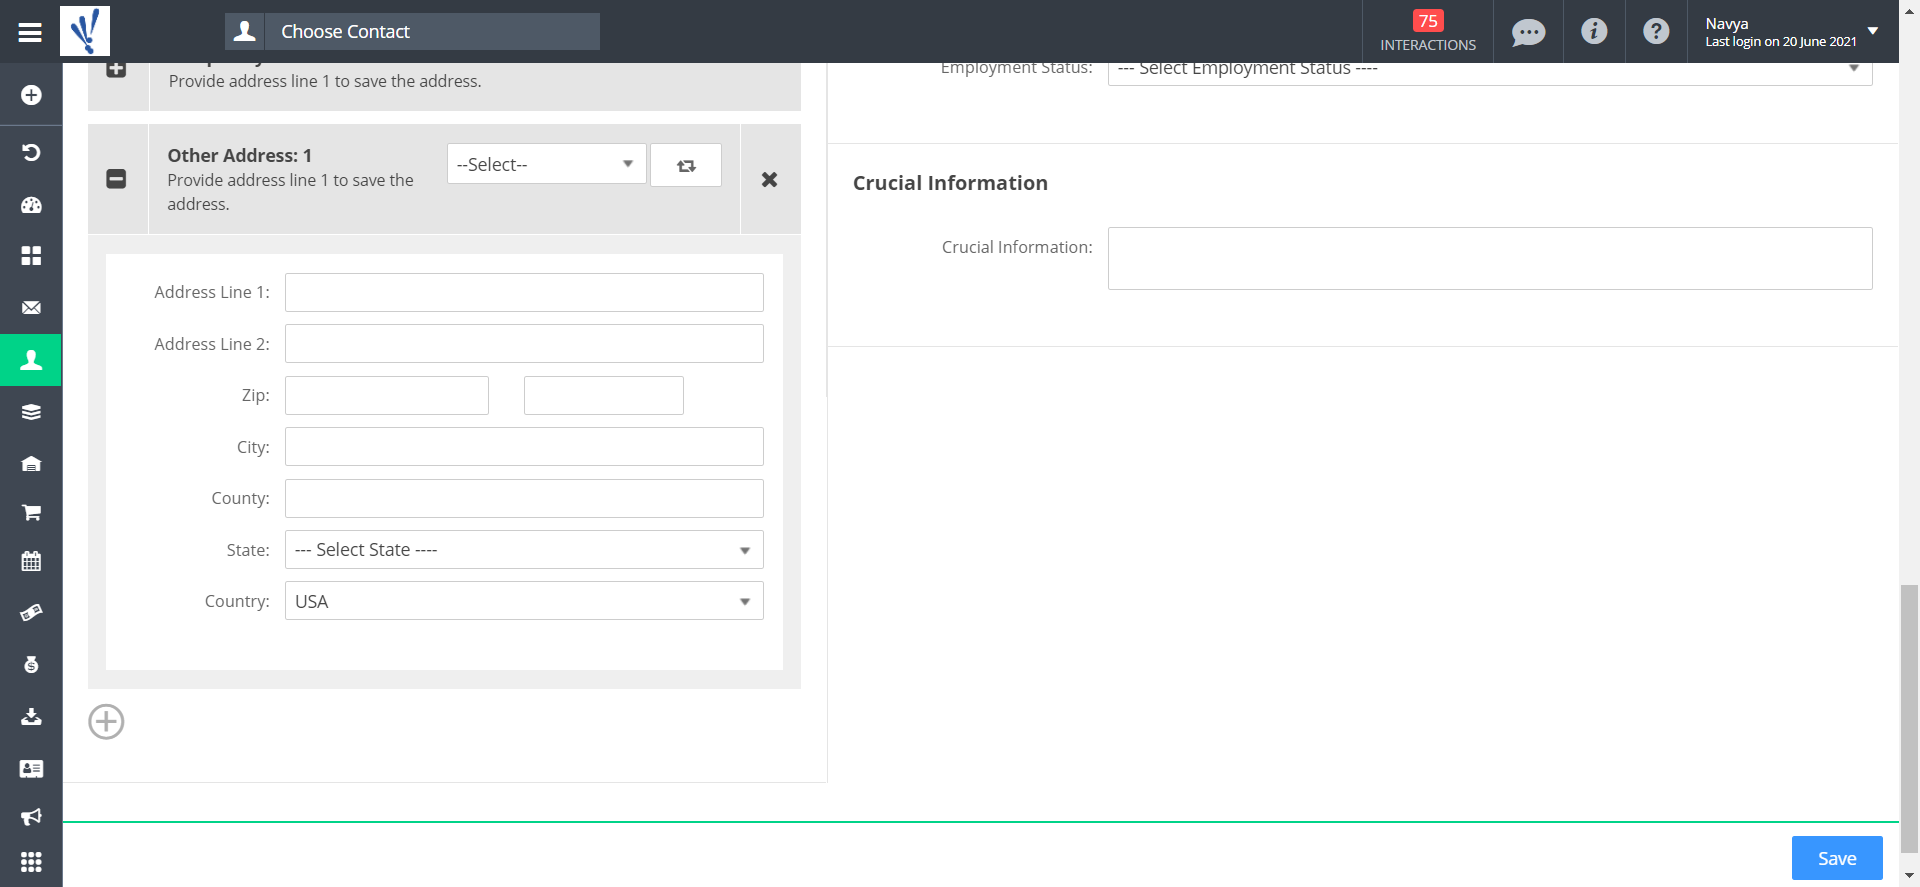 Choose Contact
75
INTERACTIONS
Navya
Last login on 20 June 2021
Provide address line 1 to save the address.
Employment Status:
--- Select Employment Status ----
Other Address: 1
Provide address line 1 to save the
address.
--Select--
Crucial Information
Crucial Information:
Address Line 1:
Address Line 2:
Zip:
City:
County:
State:
--- Select State ----
Country:
USA
Save